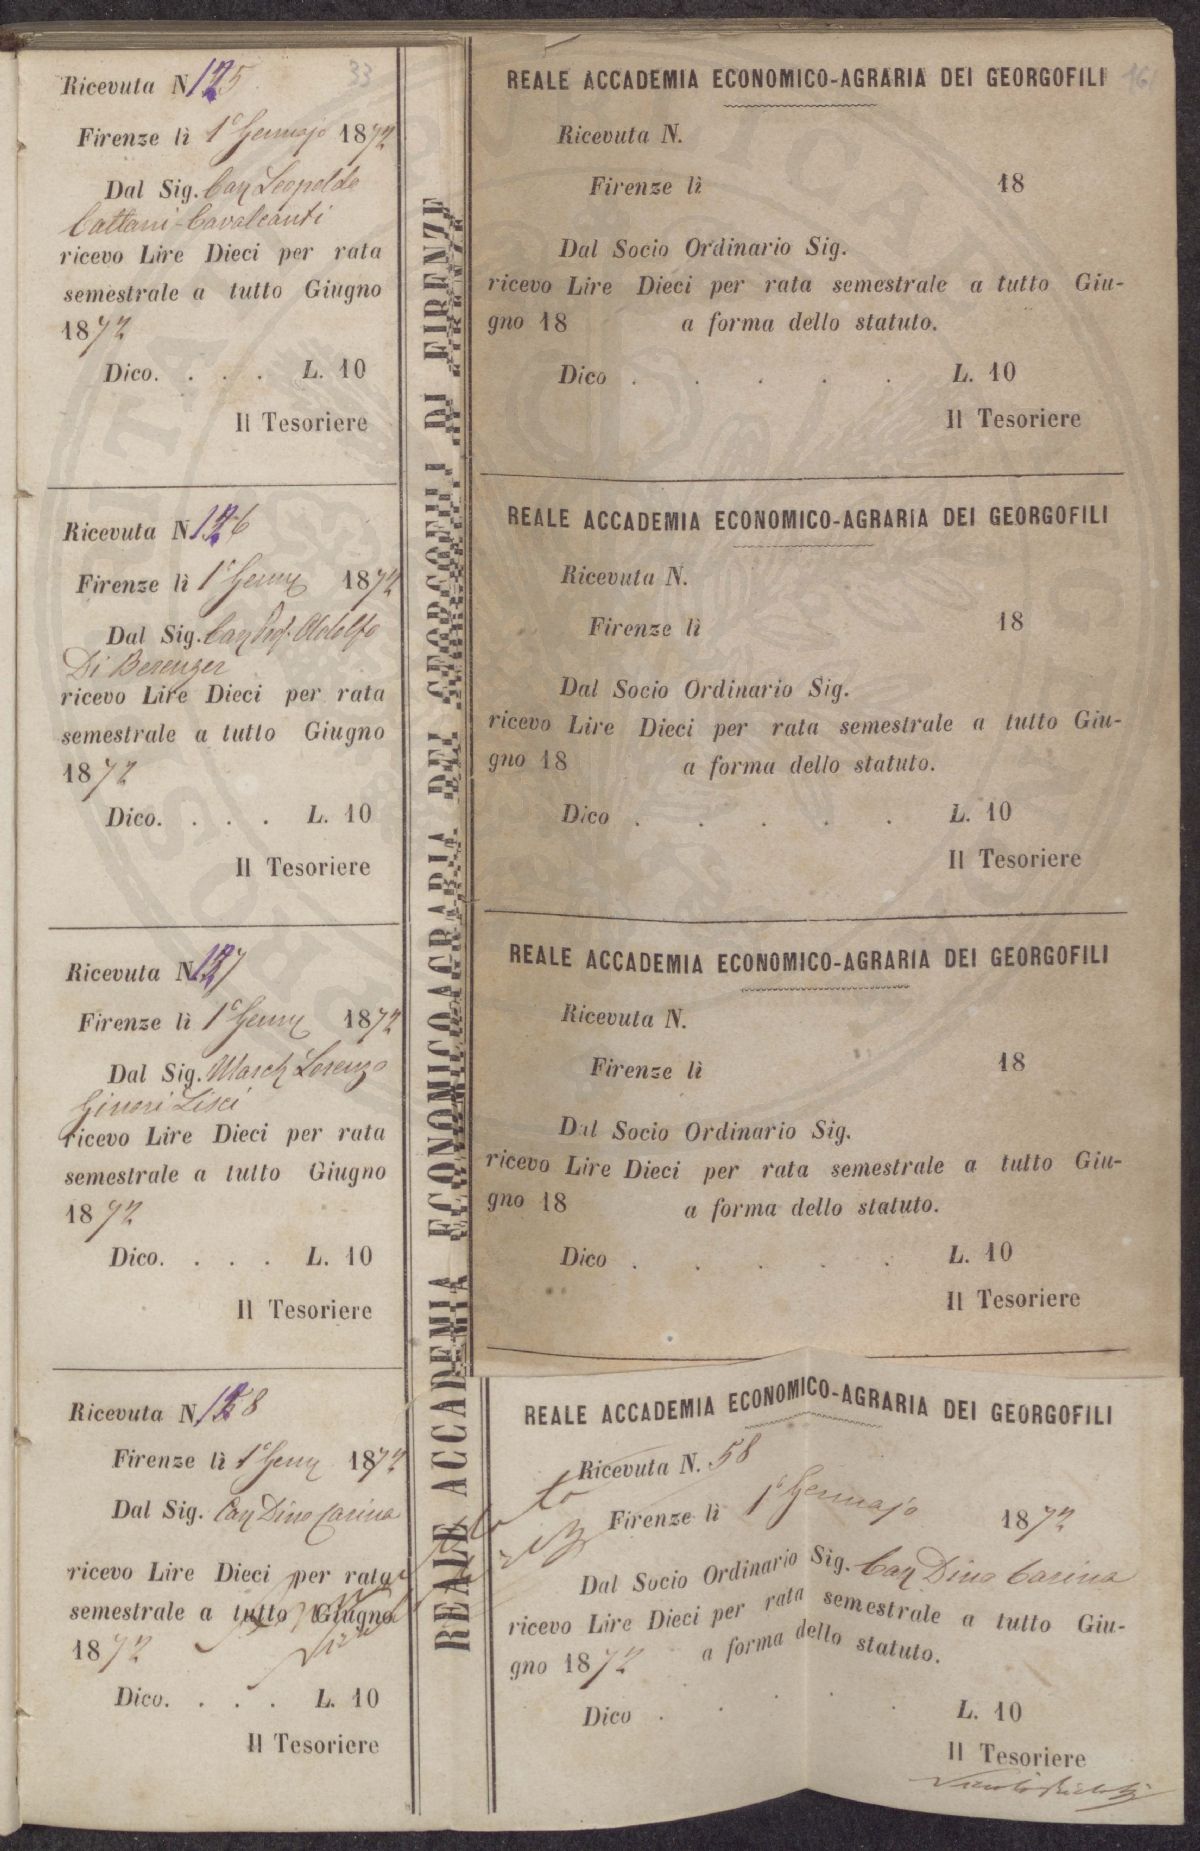 33
Ricevuta N. 125
Firenze lì 1° Gennajo 1872
Dal Sig. Cav Leopoldo
Cattani-Cavalcanti
ricevo Lire Dieci per rata
semestrale a tutto Giugno
1872
Dico. . . . L. 10
Il Tesoriere
Ricevuta N. 126
Firenze lì 1° Genn 1872
Dal Sig. Cav Prof. Adolfo
Di Berenger
ricevo Lire Dieci per rata
semestrale a tutto Giugno
1872
Dico. . . . L. 10
Il Tesoriere
Ricevuta N. 127
Firenze lì 1° Genn 1872
Dal Sig. March Lorenzo
Ginori Lisci
ricevo Lire Dieci per rata
semestrale a tutto Giugno
1872
Dico. . . . L. 10
Il Tesoriere
Ricevuta N. 128
Firenze lì 1° Genn 1872
Dal Sig. Cav Dino Carina
ricevo Lire Dieci per rata
semestrale a tutto Giugno
1872
Dico. . . . L. 10
Il Tesoriere
REALE ACCADEMIA ECONOMICO-AGRARIA DEI GEORGOFILI DI FIRENZE
161
REALE ACCADEMIA ECONOMICO-AGRARIA DEI GEORGOFILI
Ricevuta N.
Firenze lì 18
Dal Socio Ordinario Sig.
ricevo Lire Dieci per rata semestrale a tutto Giu-
gno 18 a forma dello statuto.
Dico . . . . . L. 10
Il Tesoriere
REALE ACCADEMIA ECONOMICO-AGRARIA DEI GEORGOFILI
Ricevuta N.
Firenze lì 18
Dal Socio Ordinario Sig.
ricevo Lire Dieci per rata semestrale a tutto Giu-
gno 18 a forma dello statuto.
Dico . . . . . L. 10
Il Tesoriere
REALE ACCADEMIA ECONOMICO-AGRARIA DEI GEORGOFILI
Ricevuta N.
Firenze lì 18
Dal Socio Ordinario Sig.
ricevo Lire Dieci per rata semestrale a tutto Giu-
gno 18 a forma dello statuto.
Dico . . . . . L. 10
Il Tesoriere
REALE ACCADEMIA ECONOMICO-AGRARIA DEI GEORGOFILI
Ricevuta N. 58
Firenze lì 1° Gennajo 1872
Dal Socio Ordinario Sig. Cav Dino Carina
ricevo Lire Dieci per rata semestrale a tutto Giu-
gno 1872 a forma dello statuto.
Dico . . . . . L. 10
Il Tesoriere